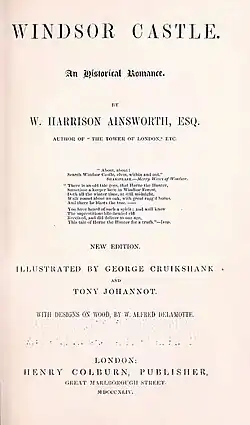 WINDSOR CASTLE.
An Historical Romance.
BY
W. HARRISON AINSWORTH, ESQ.
AUTHOR OF "THE TOWER OF LONDON," ETC.
"About, about!
Search Windsor Castle, elves, within and out."
SHAKSPEARE.—Merry Wives of Windsor.
"There is an old tale goes, that Herne the Hunter,
Sometime a keeper here in Windsor Forest,
Doth all the winter time, at still midnight,
Walk round about an oak, with great ragg'd horns;
And there he blasts the tree. ——
You have heard of such a spirit; and well know
The superstitious idle-headed eld
Received, and did deliver to our age,
This tale of Herne the Hunter for a truth."—Ibid.
NEW EDITION.
ILLUSTRATED BY GEORGE CRUIKSHANK
AND
TONY JOHANNOT.
WITH DESIGNS ON WOOD, BY W. ALFRED DELAMOTTE.
LONDON:
HENRY COLBURN, PUBLISHER,
GREAT MARLBOROUGH STREET.
MDCCCXLIV.